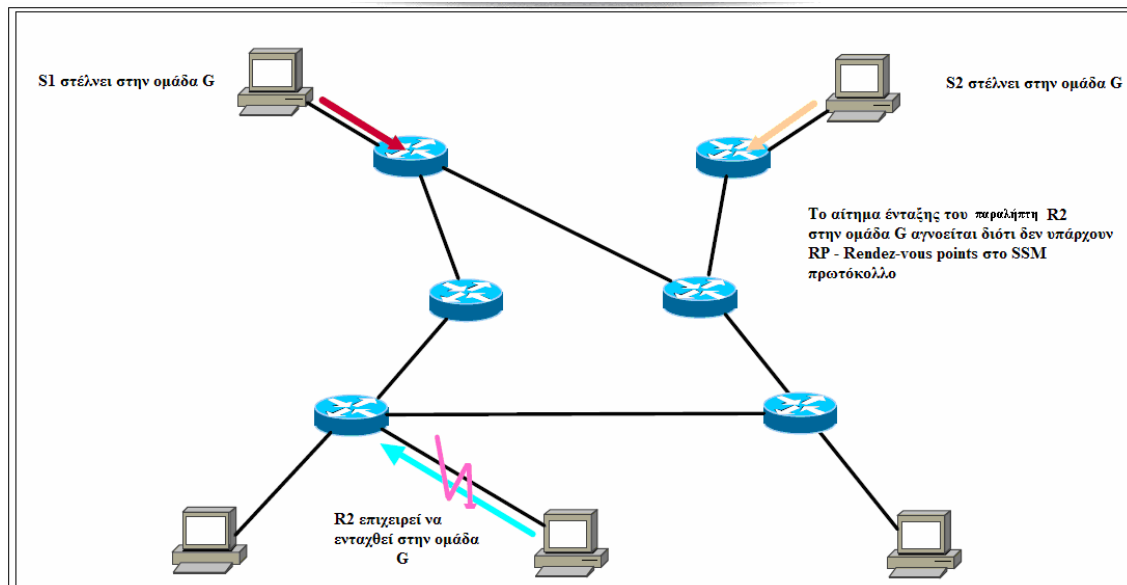 S1 στέλνει στην ομάδα G
S2 στέλνει στην ομάδα G
Το αίτημα ένταξης του παραλήπτη R2
στην ομάδα G αγνοείται διότι δεν υπάρχουν
RP - Rendez-vous points στο SSM
πρωτόκολλο
R2 επιχειρεί να
ενταχθεί στην ομάδα
G